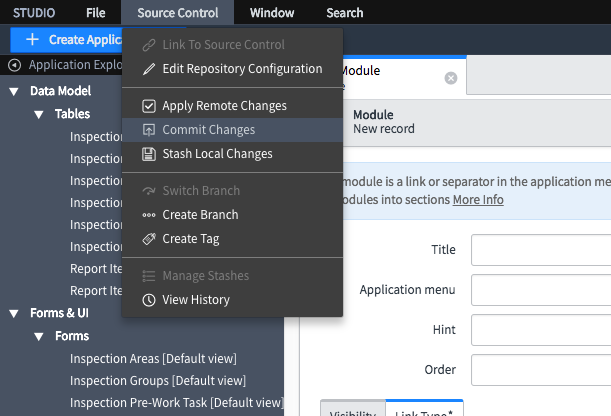 STUDIO File Source Control Window Search
Create Applic
Application Explo
Link To Source Control
Edit Repository Configuration
Apply Remote Changes
Commit Changes
Stash Local Changes
Switch Branch
Create Branch
Create Tag
Manage Stashes
View History
Data Model
Tables
Inspection
Inspection
Inspection
Inspection
Inspection
Inspection
Report Ite
Report Ite
Forms & UI
Forms
Inspection Areas [Default view]
Inspection Groups [Default view]
Inspection Pre-Work Task [Default view]
Module
Module
New record
module is a link or separator in the application me
odules into sections More Info
Title
Application menu
Hint
Order
Visibility Link Type*